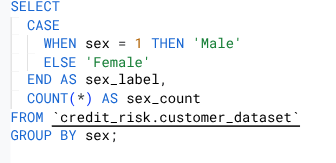 SELECT
  CASE
    WHEN sex = 1 THEN 'Male'
    ELSE 'Female'
  END AS sex_label,
  COUNT(*) AS sex_count
FROM `credit_risk.customer_dataset`
GROUP BY sex;